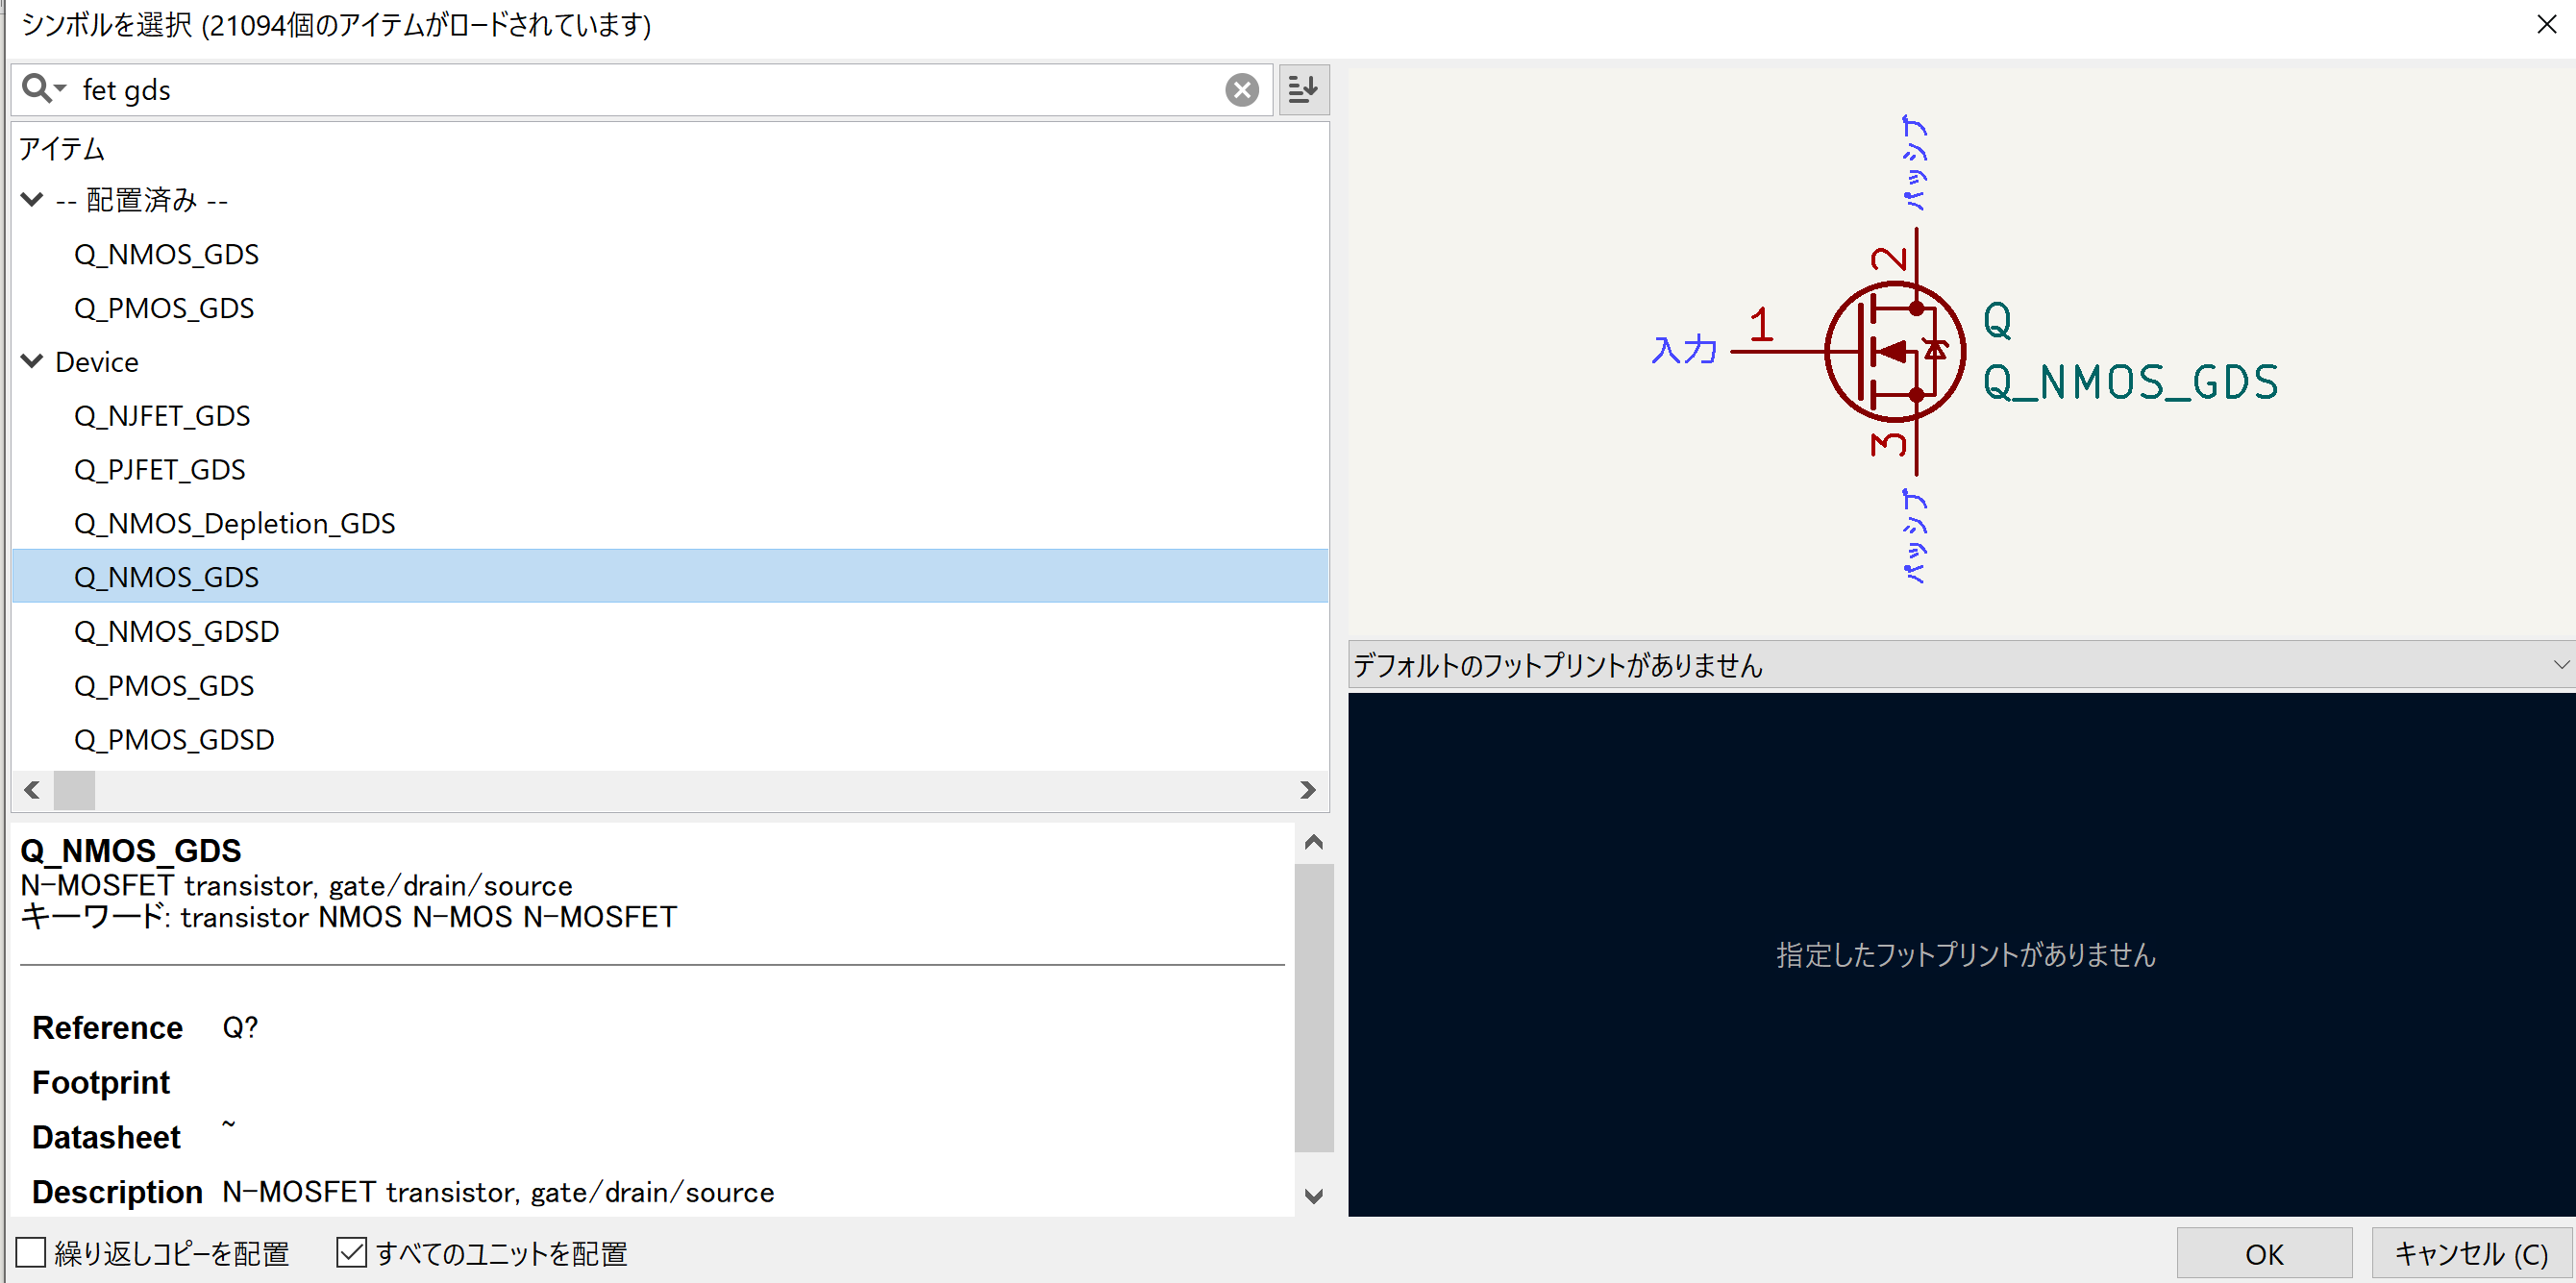 シンボルを選択 (21094個のアイテムがロードされています)
fet gds
アイテム
-- 配置済み --
Q_NMOS_GDS
Q_PMOS_GDS
Device
Q_NJFET_GDS
Q_PJFET_GDS
Q_NMOS_Depletion_GDS
Q_NMOS_GDS
Q_NMOS_GDSD
Q_PMOS_GDS
Q_PMOS_GDSD
Q_NMOS_GDS
N-MOSFET transistor, gate/drain/source
キーワード: transistor NMOS N-MOS N-MOSFET
Reference Q?
Footprint
Datasheet ~
Description N-MOSFET transistor, gate/drain/source
繰り返しコピーを配置 すべてのユニットを配置
パッシブ
2
入力 1
Q
Q_NMOS_GDS
3
パッシブ
デフォルトのフットプリントがありません
指定したフットプリントがありません
OK キャンセル (C)